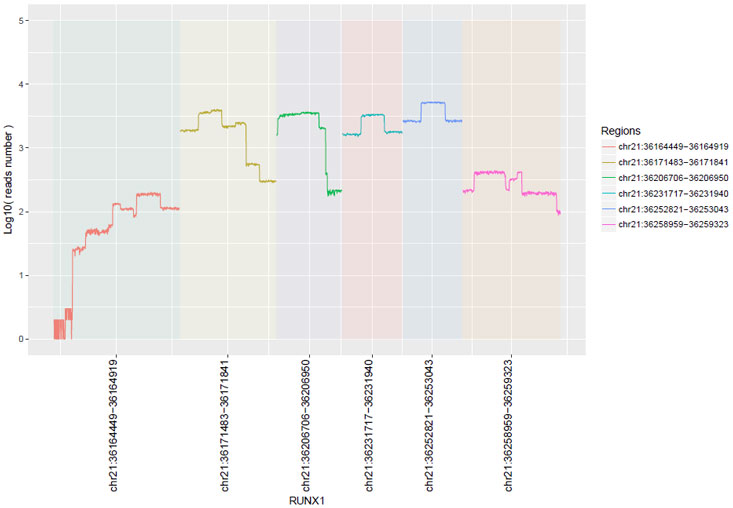 5
4
3
2
1
0
Log10( reads number )
chr21:36164449-36164919
chr21:36171483-36171841
chr21:36206706-36206950
chr21:36231717-36231940
chr21:36252821-36253043
chr21:36258959-36259323
RUNX1
Regions
chr21:36164449-36164919
chr21:36171483-36171841
chr21:36206706-36206950
chr21:36231717-36231940
chr21:36252821-36253043
chr21:36258959-36259323